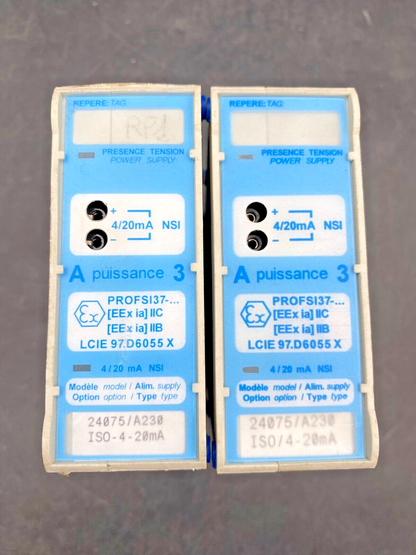 REPERE: TAG:
RP1
PRESENCE TENSION
POWER SUPPLY
+
4/20mA NSI
-
A puissance 3
Ex
PROFSI37-...
[EEx ia] IIC
[EEx ia] IIB
LCIE 97.D6055 X
4 / 20 mA NSI
Modèle model / Alim. supply
Option option / Type type
24075/A230
ISO-4-20mA
REPERE: TAG:
PRESENCE TENSION
POWER SUPPLY
+
4/20mA NSI
-
A puissance 3
Ex
PROFSI37-...
[EEx ia] IIC
[EEx ia] IIB
LCIE 97.D6055 X
4 / 20 mA NSI
Modèle model / Alim. supply
Option option / Type type
24075/A230
ISO/4-20mA